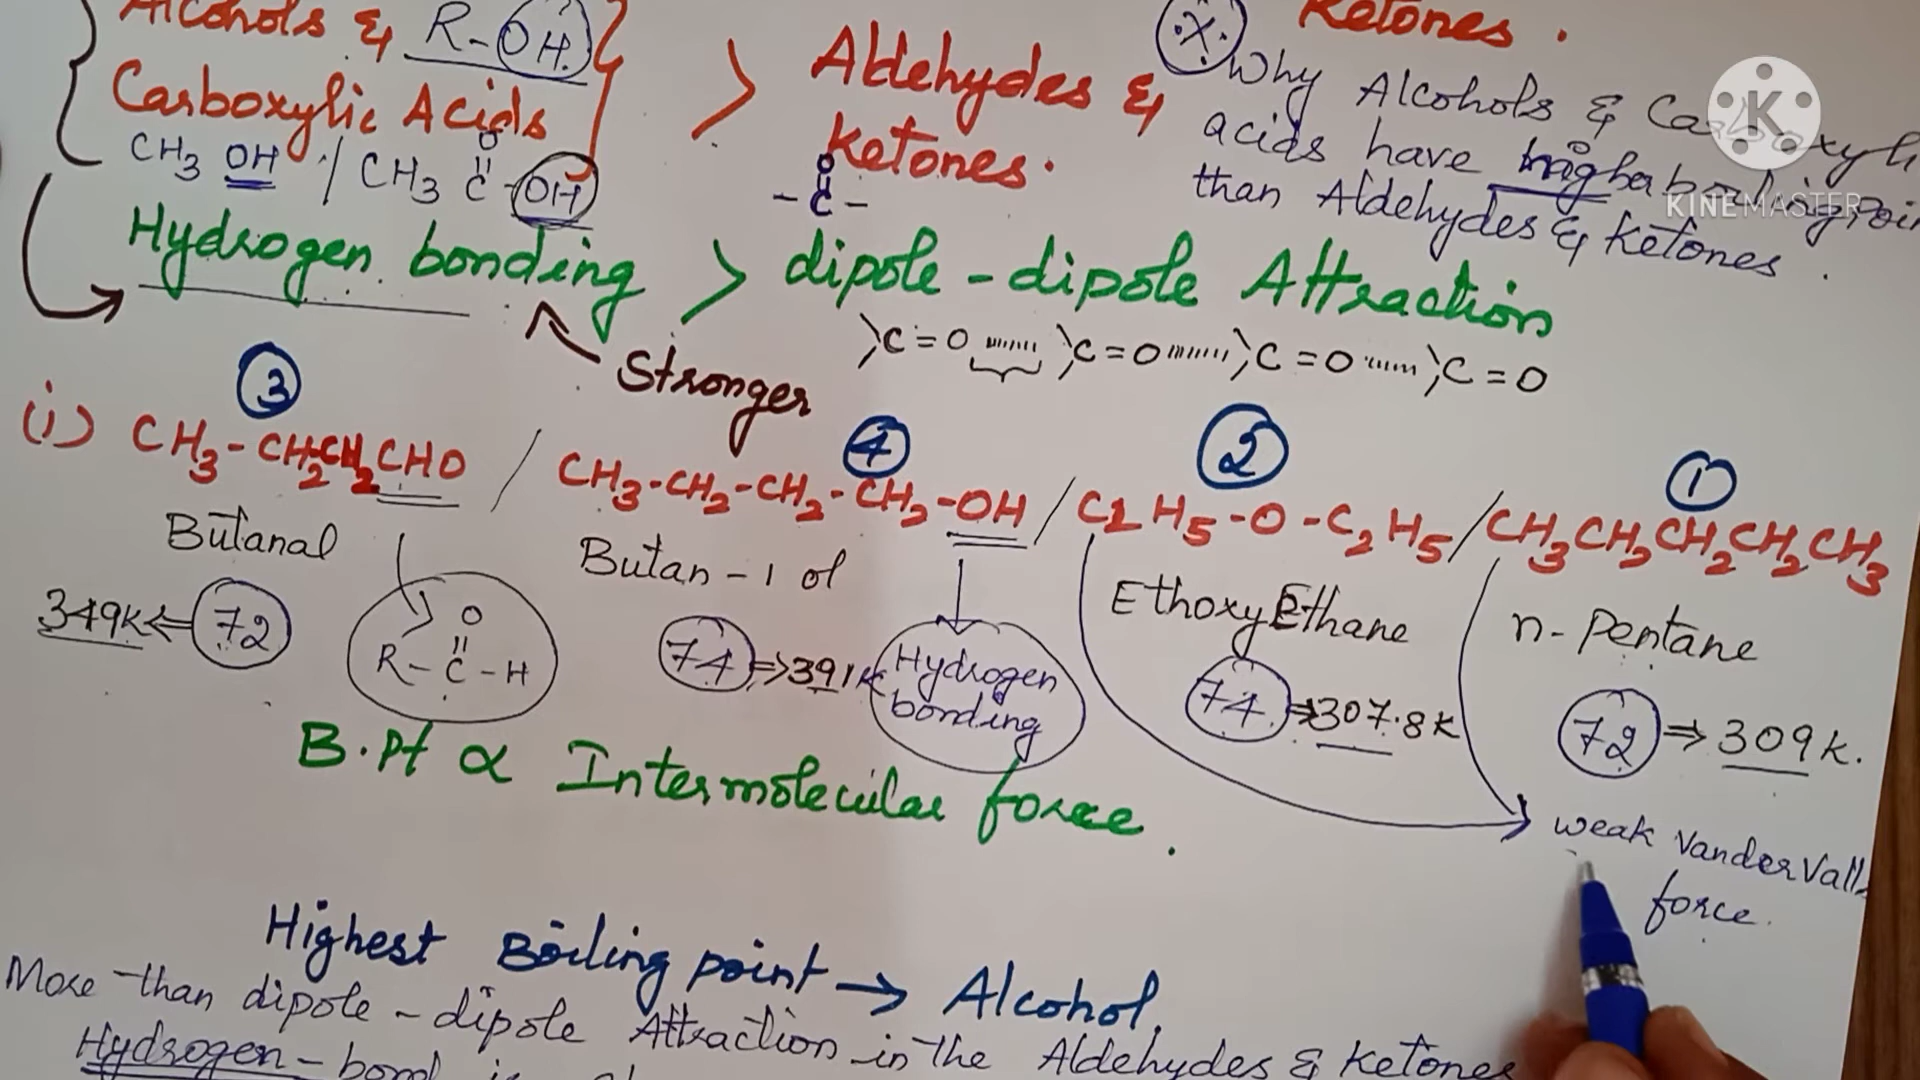 Alcohols & R-OH
Carboxylic Acids
CH3 OH / CH3 C-OH
O
>
Aldehydes &
Ketones.
O
-C-
Ketones.
Why Alcohols &
acids have higher boiling poin
than Aldehydes & Ketones.
K
KINEMASTER
Hydrogen bonding > dipole-dipole Attraction
Stronger
>C=O ...... >C=O ...... >C=O ...... >C=O
3
4
2
1
(i) CH3-CH2CH2CHO / CH3-CH2-CH2-CH2-OH / C2H5-O-C2H5 / CH3CH2CH2CH2CH3
Butanal
Butan-1 ol
Ethoxy Ethane
n-Pentane
349K ⇐ 72
O
R-C-H
74 ⇒ 391K
Hydrogen
bonding
74 ⇒ 307.8K
72 ⇒ 309K.
B.Pt ∝ Intermolecular force.
weak Vander Valls
force.
Highest Boiling point → Alcohol.
More than dipole-dipole Attraction in the Aldehydes & Ketones
Hydrogen-bond